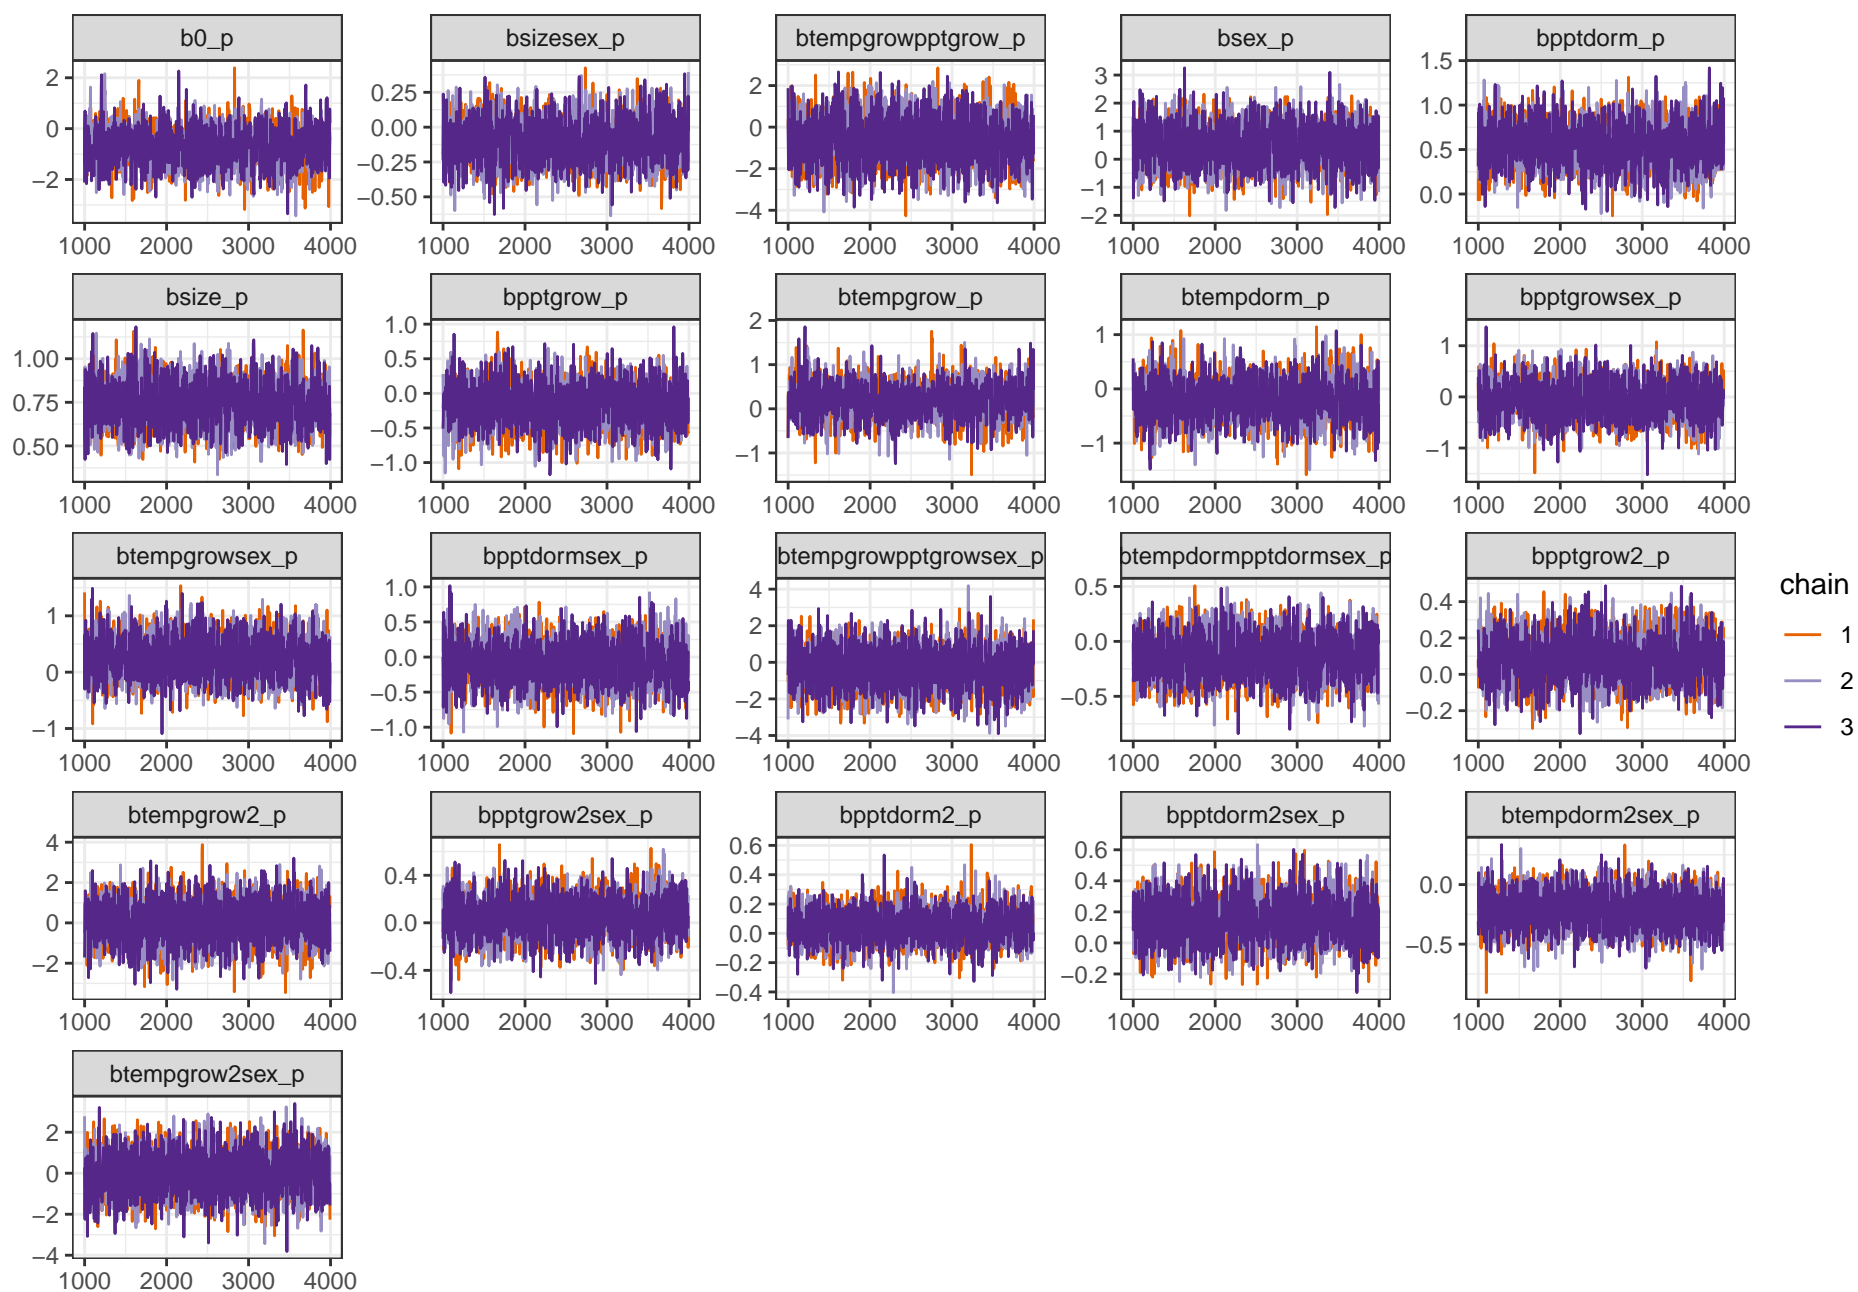 b0_p
bsizesex_p
btempgrowpptgrow_p
bsex_p
bpptdorm_p
2
0
−2
0.25
0.00
−0.25
−0.50
2
0
−2
−4
3
2
1
0
−1
−2
1.5
1.0
0.5
0.0
1000 2000 3000 4000
1000 2000 3000 4000
1000 2000 3000 4000
1000 2000 3000 4000
1000 2000 3000 4000
bsize_p
bpptgrow_p
btempgrow_p
btempdorm_p
bpptgrowsex_p
1.00
0.75
0.50
1.0
0.5
0.0
−0.5
−1.0
2
1
0
−1
1
0
−1
1
0
−1
1000 2000 3000 4000
1000 2000 3000 4000
1000 2000 3000 4000
1000 2000 3000 4000
1000 2000 3000 4000
btempgrowsex_p
bpptdormsex_p
btempgrowpptgrowsex_p
btempdormpptdormsex_p
bpptgrow2_p
1
0
−1
1.0
0.5
0.0
−0.5
−1.0
4
2
0
−2
−4
0.5
0.0
−0.5
0.4
0.2
0.0
−0.2
1000 2000 3000 4000
1000 2000 3000 4000
1000 2000 3000 4000
1000 2000 3000 4000
1000 2000 3000 4000
chain
1
2
3
btempgrow2_p
bpptgrow2sex_p
bpptdorm2_p
bpptdorm2sex_p
btempdorm2sex_p
4
2
0
−2
0.4
0.0
−0.4
0.6
0.4
0.2
0.0
−0.2
−0.4
0.6
0.4
0.2
0.0
−0.2
0.0
−0.5
1000 2000 3000 4000
1000 2000 3000 4000
1000 2000 3000 4000
1000 2000 3000 4000
1000 2000 3000 4000
btempgrow2sex_p
2
0
−2
−4
1000 2000 3000 4000